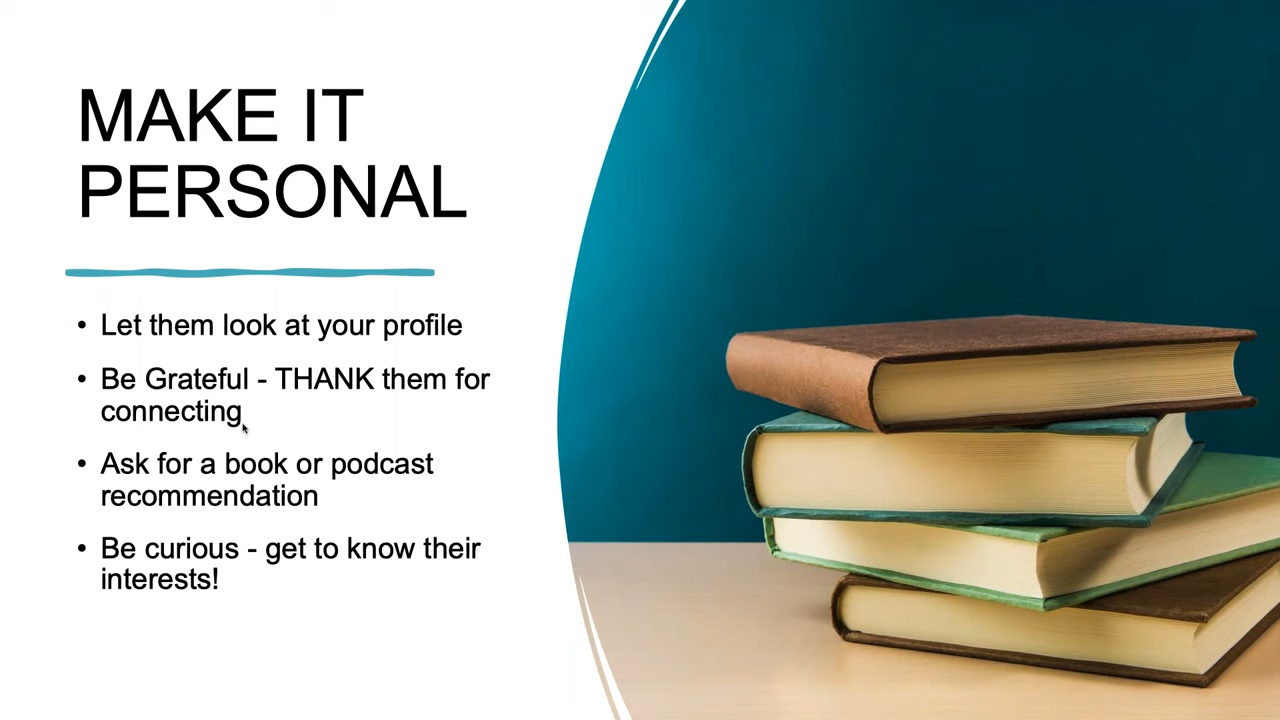 MAKE IT
PERSONAL
• Let them look at your profile
• Be Grateful - THANK them for
connecting
• Ask for a book or podcast
recommendation
• Be curious - get to know their
interests!